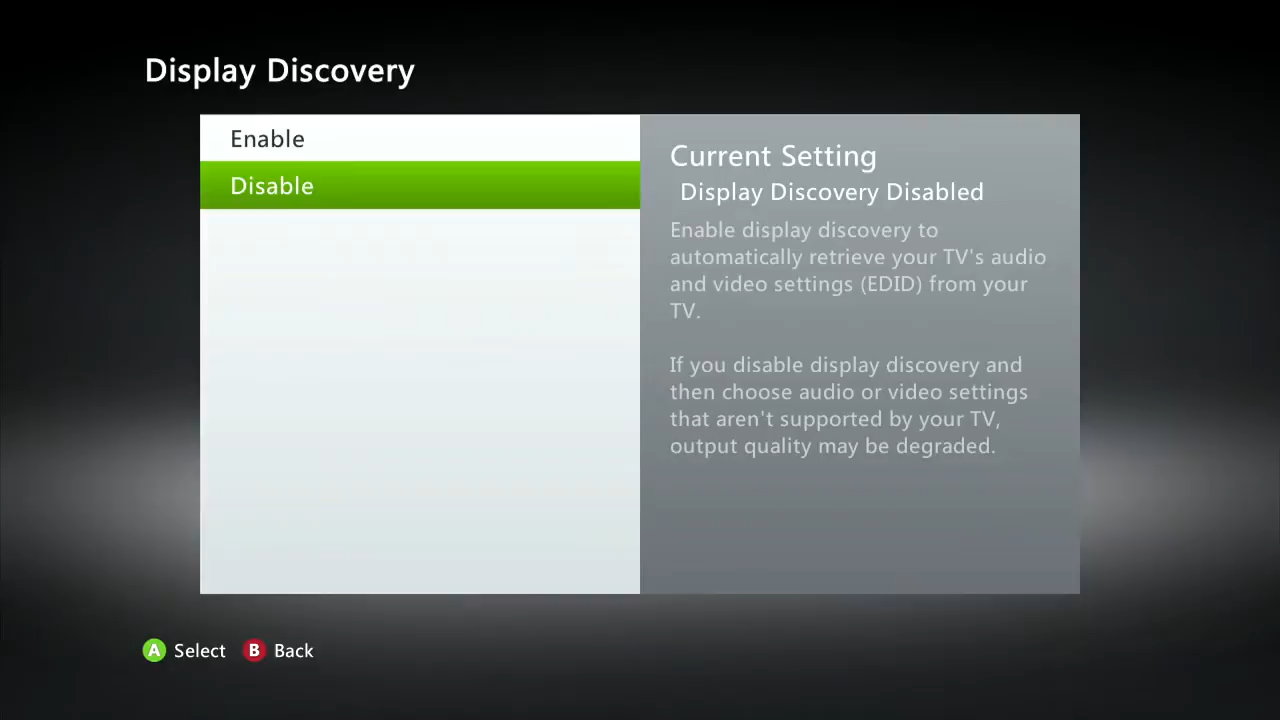 Display Discovery
Enable
Disable
Current Setting
Display Discovery Disabled
Enable display discovery to
automatically retrieve your TV's audio
and video settings (EDID) from your
TV.
If you disable display discovery and
then choose audio or video settings
that aren't supported by your TV,
output quality may be degraded.
A Select B Back